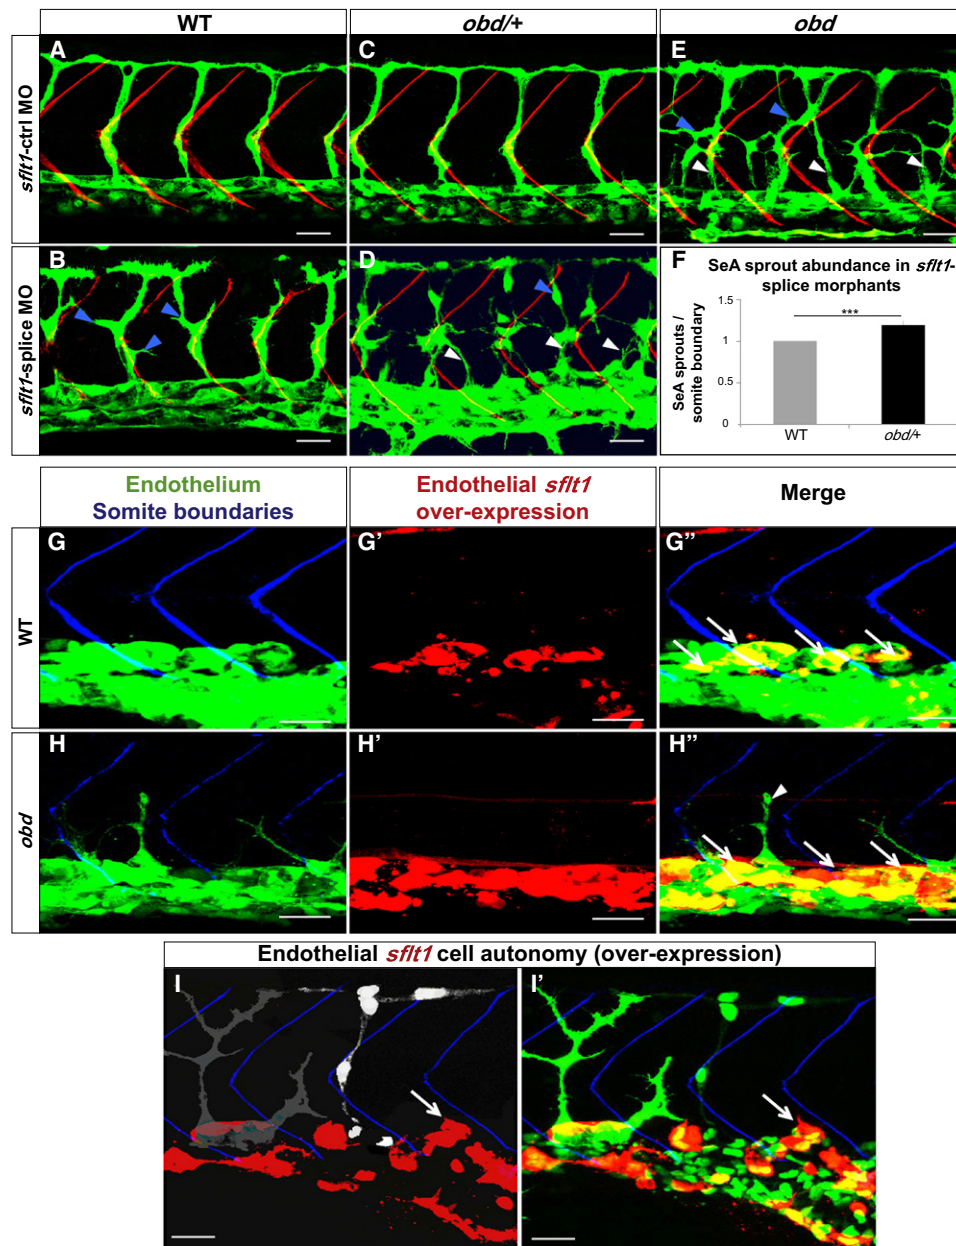 WT
obd/+
obd
sflt1-ctrl MO
A
C
E
sflt1-splice MO
B
D
F
SeA sprout abundance in sflt1-
splice morphants
SeA sprouts /
somite boundary
1.5
1
0.5
0
***
WT
obd/+
Endothelium
Somite boundaries
Endothelial sflt1
over-expression
Merge
WT
G
G'
G''
obd
H
H'
H''
Endothelial sflt1 cell autonomy (over-expression)
I
I'